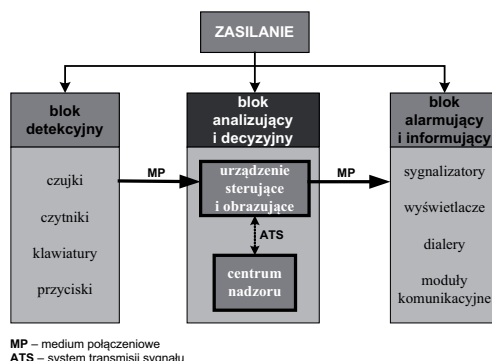 ZASILANIE
blok
detekcyjny
czujki
czytniki
klawiatury
przyciski
MP
blok
analizujący
i decyzyjny
urządzenie
sterujące
i obrazujące
ATS
centrum
nadzoru
MP
blok
alarmujący
i informujący
sygnalizatory
wyświetlacze
dialery
moduły
komunikacyjne
MP – medium połączeniowe
ATS – system transmisji sygnału